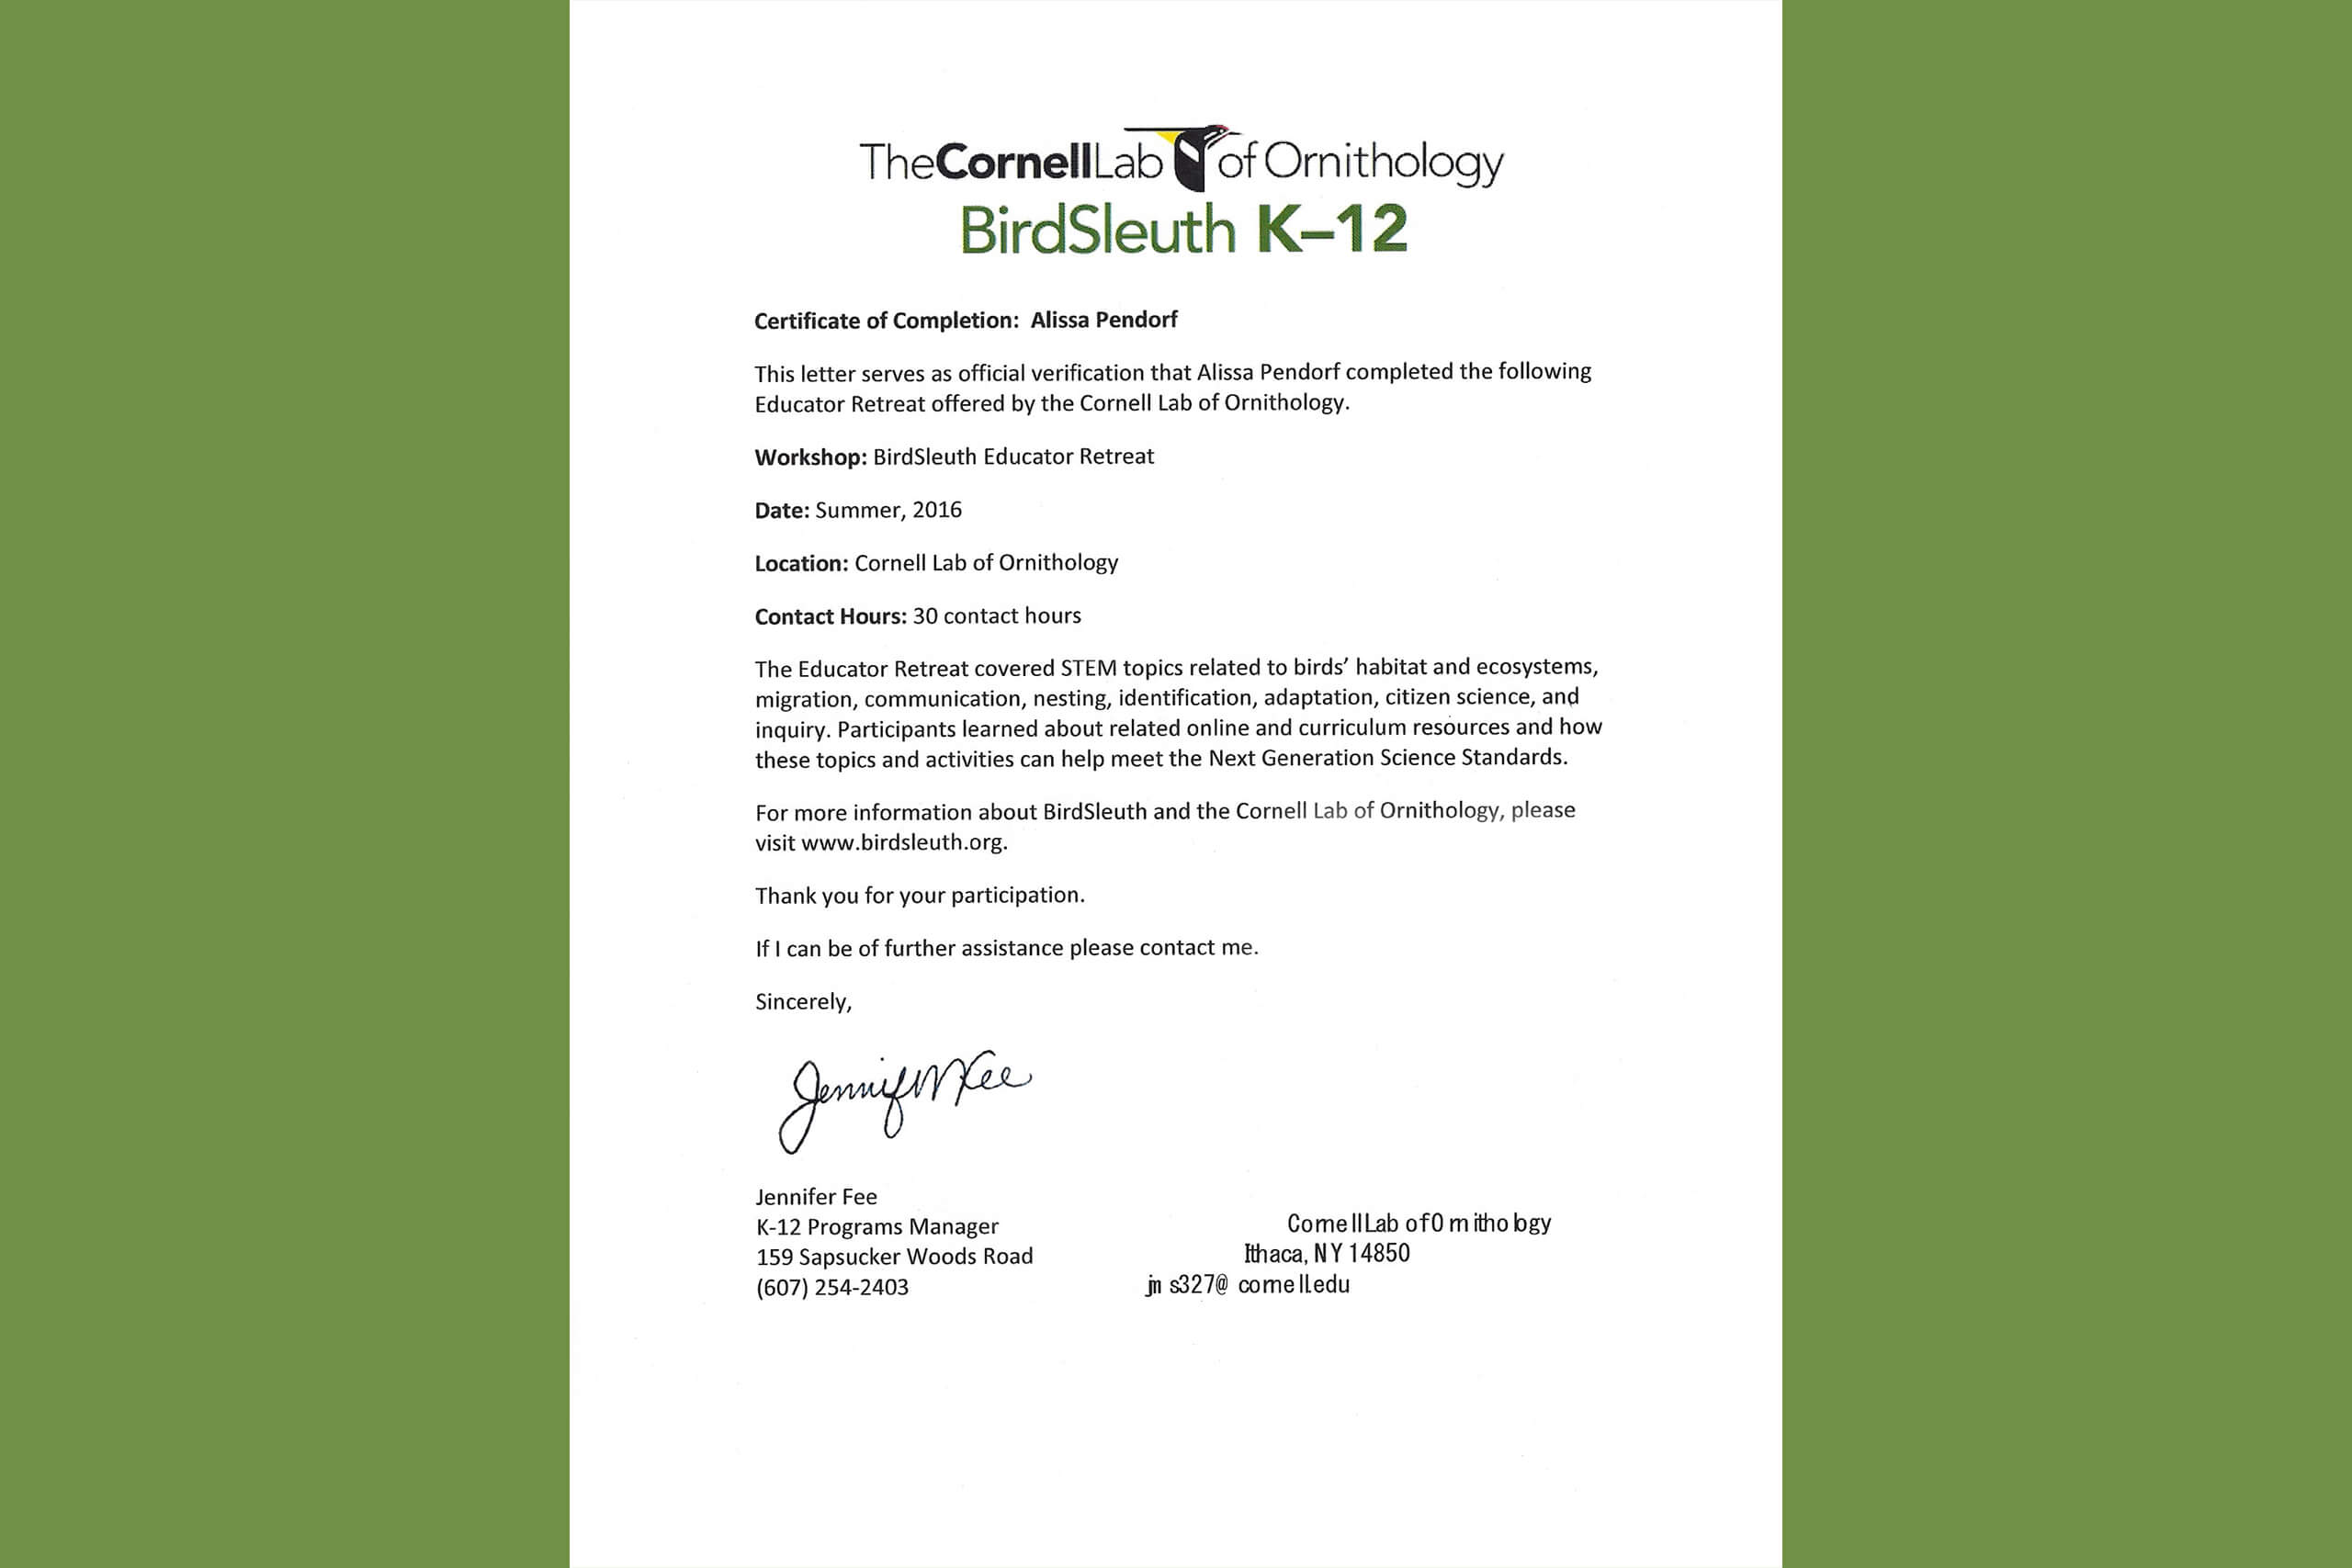 TheCornellLab of Ornithology
BirdSleuth K–12
Certificate of Completion: Alissa Pendorf
This letter serves as official verification that Alissa Pendorf completed the following
Educator Retreat offered by the Cornell Lab of Ornithology.
Workshop: BirdSleuth Educator Retreat
Date: Summer, 2016
Location: Cornell Lab of Ornithology
Contact Hours: 30 contact hours
The Educator Retreat covered STEM topics related to birds’ habitat and ecosystems,
migration, communication, nesting, identification, adaptation, citizen science, and
inquiry. Participants learned about related online and curriculum resources and how
these topics and activities can help meet the Next Generation Science Standards.
For more information about BirdSleuth and the Cornell Lab of Ornithology, please
visit www.birdsleuth.org.
Thank you for your participation.
If I can be of further assistance please contact me.
Sincerely,
Jennifer Fee
Jennifer Fee
K-12 Programs Manager Cornell Lab of Ornithology
159 Sapsucker Woods Road Ithaca, NY 14850
(607) 254-2403 jms327@cornell.edu